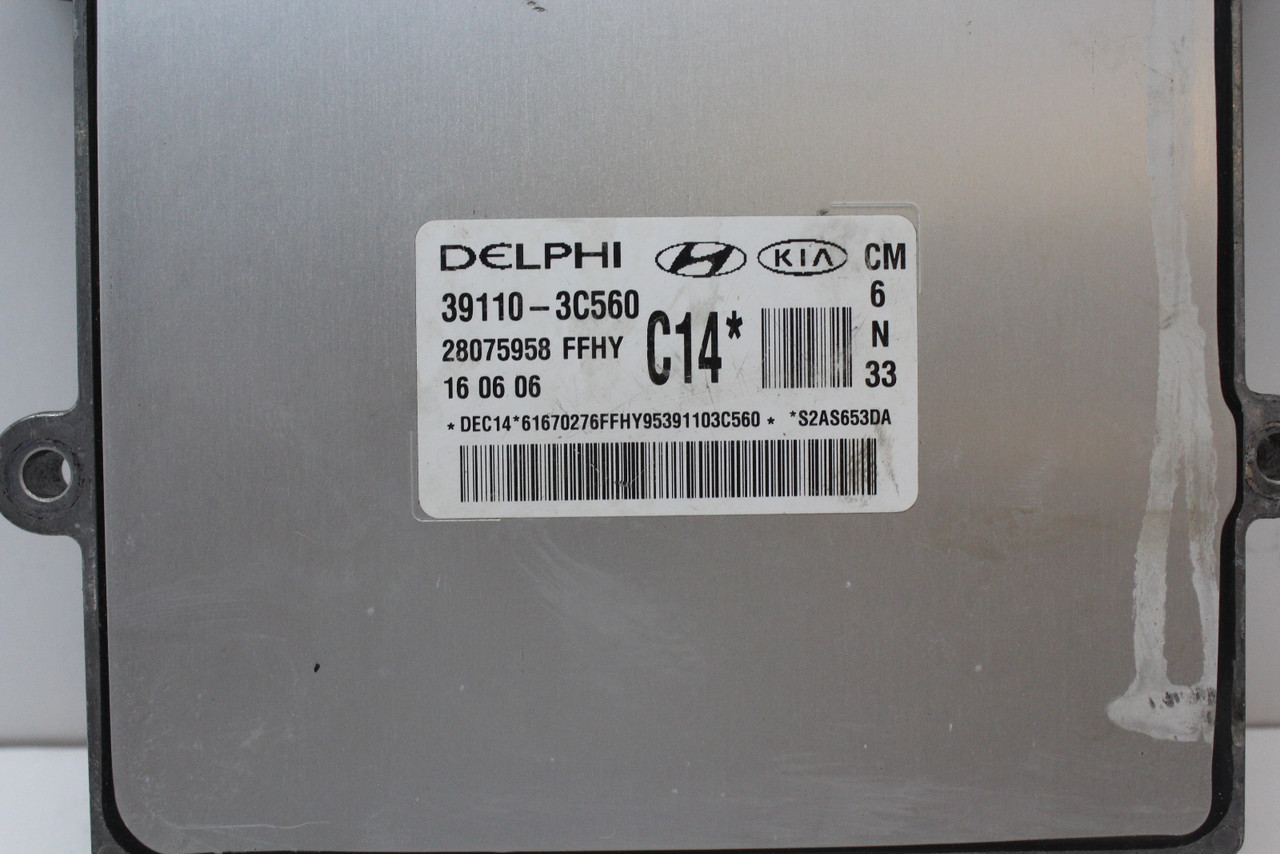 DELPHI KIA CM
39110-3C560 C14* 6
28075958 FFHY N
16 06 06 33
*DEC14*61670276FFHY95391103C560* *S2AS653DA